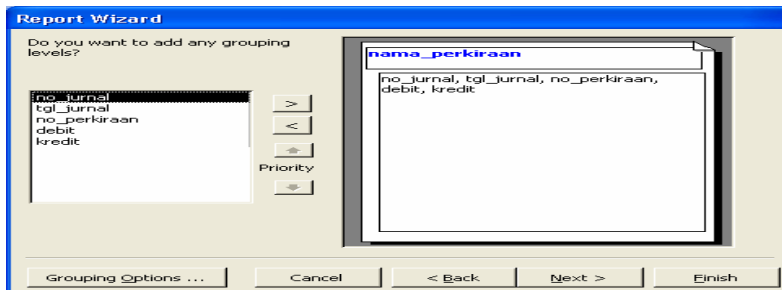 Report Wizard
Do you want to add any grouping
levels?
no_jurnal
tgl_jurnal
no_perkiraan
debit
kredit
>
<
Priority
nama_perkiraan
no_jurnal, tgl_jurnal, no_perkiraan,
debit, kredit
Grouping Options ...
Cancel
< Back
Next >
Finish